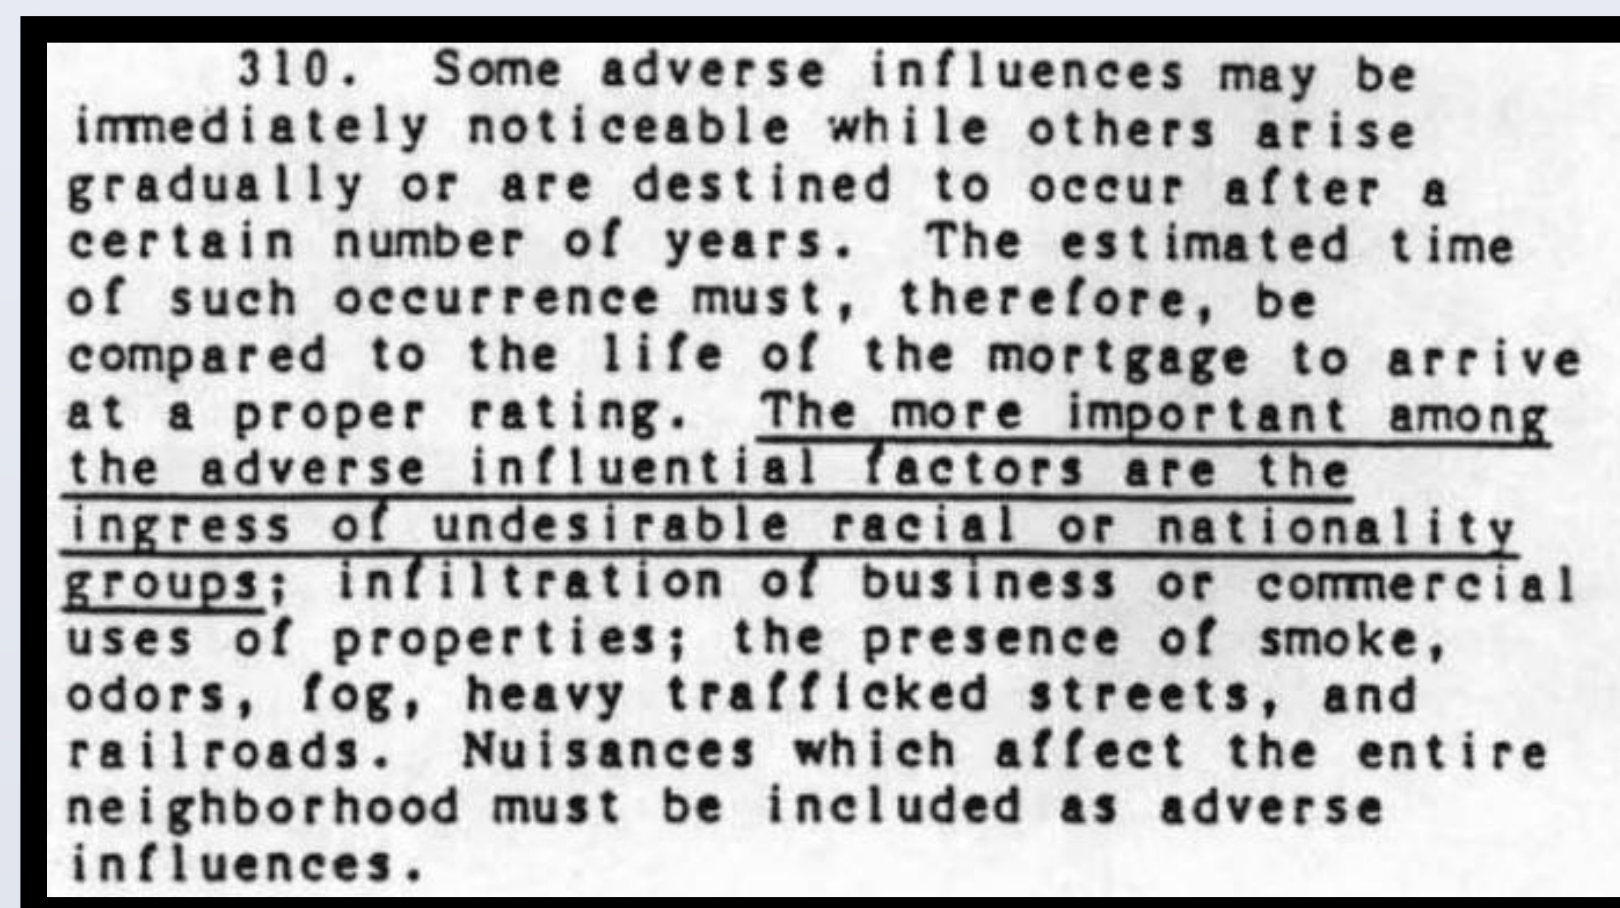 310. Some adverse influences may be
immediately noticeable while others arise
gradually or are destined to occur after a
certain number of years. The estimated time
of such occurrence must, therefore, be
compared to the life of the mortgage to arrive
at a proper rating. The more important among
the adverse influential factors are the
ingress of undesirable racial or nationality
groups; infiltration of business or commercial
uses of properties; the presence of smoke,
odors, fog, heavy trafficked streets, and
railroads. Nuisances which affect the entire
neighborhood must be included as adverse
influences.